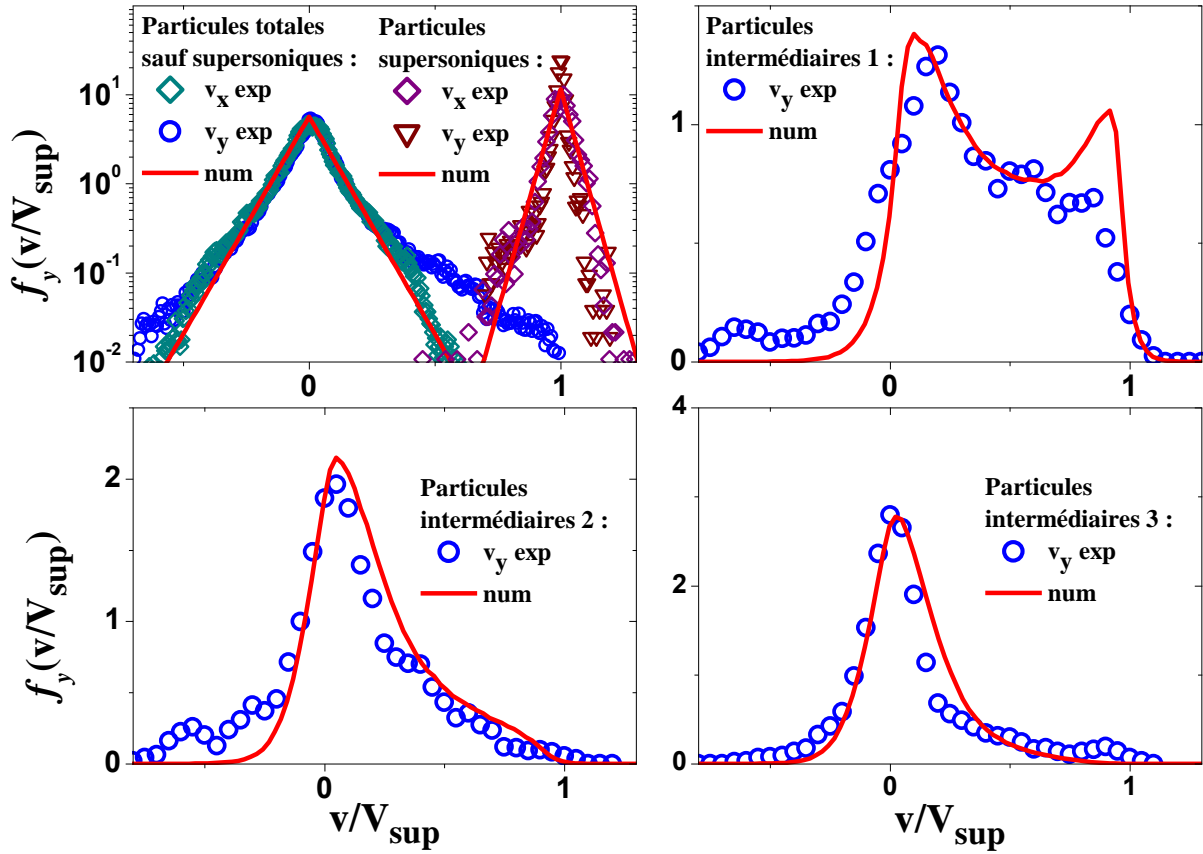 Particules totales
sauf supersoniques :
v_x exp
v_y exp
num
Particules
supersoniques :
v_x exp
v_y exp
num
10^1
10^0
10^-1
10^-2
0
1
f_y(v/V_sup)
Particules
intermédiaires 1 :
v_y exp
num
1
0
0
1
Particules
intermédiaires 2 :
v_y exp
num
2
1
0
0
1
f_y(v/V_sup)
v/V_sup
Particules
intermédiaires 3 :
v_y exp
num
4
2
0
0
1
v/V_sup